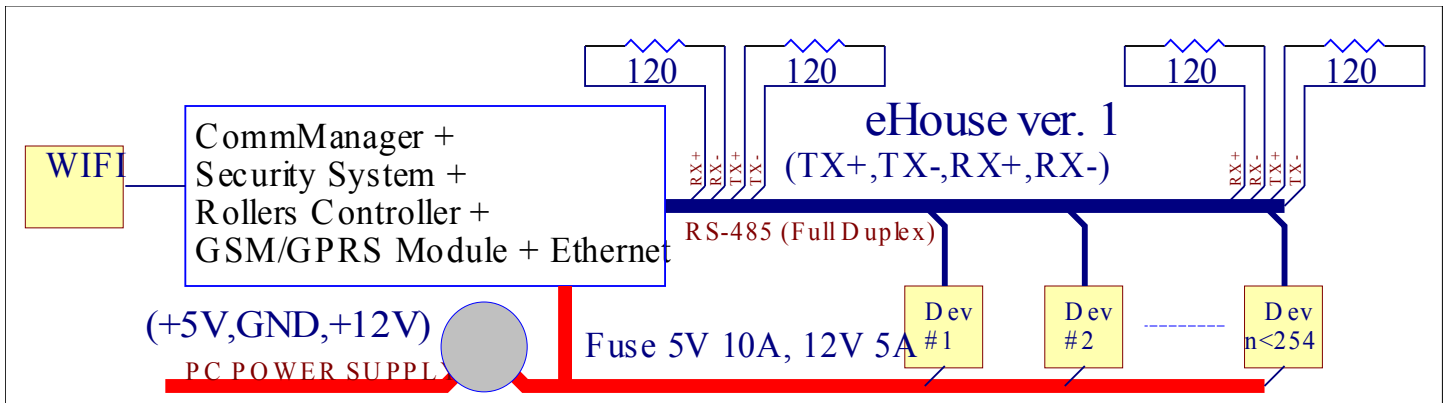 120
120
120
120
eHouse ver. 1
(TX+,TX-,RX+,RX-)
RX+
RX-
TX+
TX-
RX+
RX-
TX+
TX-
WIFI
CommManager +
Security System +
Rollers Controller +
GSM/GPRS Module + Ethernet
RS-485 (Full Duplex)
(+5V,GND,+12V)
PC POWER SUPPLY
Fuse 5V 10A, 12V 5A
Dev
#1
Dev
#2
Dev
n<254